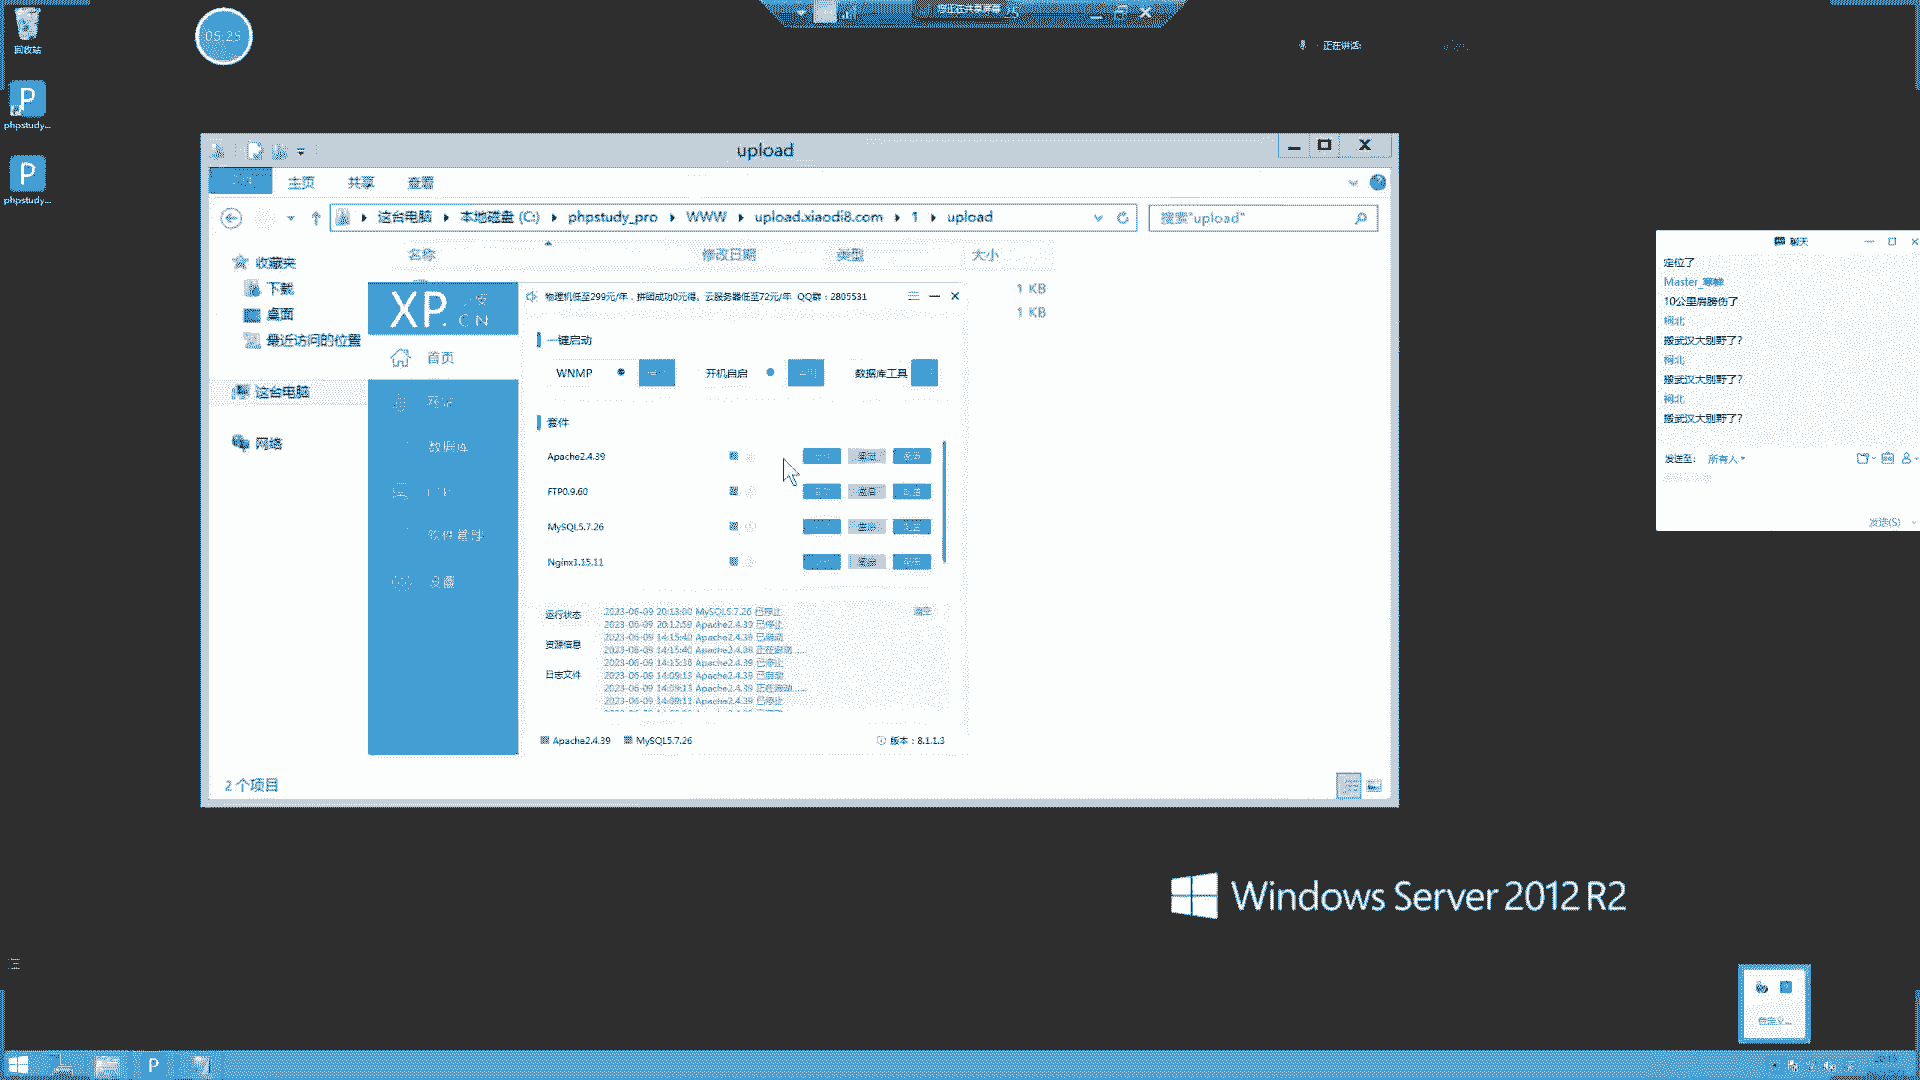 回收站
05:25
phpstudy...
phpstudy...
您正在共享屏幕
正在讲话:
upload
主页 共享 查看
这台电脑 本地磁盘 (C:) phpstudy_pro WWW upload.xiaodi8.com 1 upload
搜索"upload"
名称 修改日期 类型 大小
收藏夹
下载
桌面
最近访问的位置
这台电脑
网络
1 KB
1 KB
XP.CN
物理机低至299元/年，拼团成功0元得。云服务器低至72元/年 QQ群：2805531
首页
网站
数据库
FTP
软件管理
设置
一键启动
WNMP
开机自启
数据库工具
套件
Apache2.4.39
FTP0.9.60
MySQL5.7.26
Nginx1.15.11
运行状态
资源信息
日志文件
清空
2023-06-09 20:13:00 MySQL5.7.26 已停止
2023-06-09 20:12:59 Apache2.4.39 已停止
2023-06-09 14:15:40 Apache2.4.39 已启动
2023-06-09 14:15:40 Apache2.4.39 正在启动.....
2023-06-09 14:15:38 Apache2.4.39 已停止
2023-06-09 14:09:13 Apache2.4.39 已启动
2023-06-09 14:09:13 Apache2.4.39 正在启动.....
2023-06-09 14:09:11 Apache2.4.39 已停止
Apache2.4.39 MySQL5.7.26
版本：8.1.1.3
2 个项目
聊天
定位了
10公里肩膀伤了
柯北
搬武汉大别野了?
柯北
搬武汉大别野了?
柯北
搬武汉大别野了?
发送至: 所有人
发送(S)
Windows Server 2012 R2
P